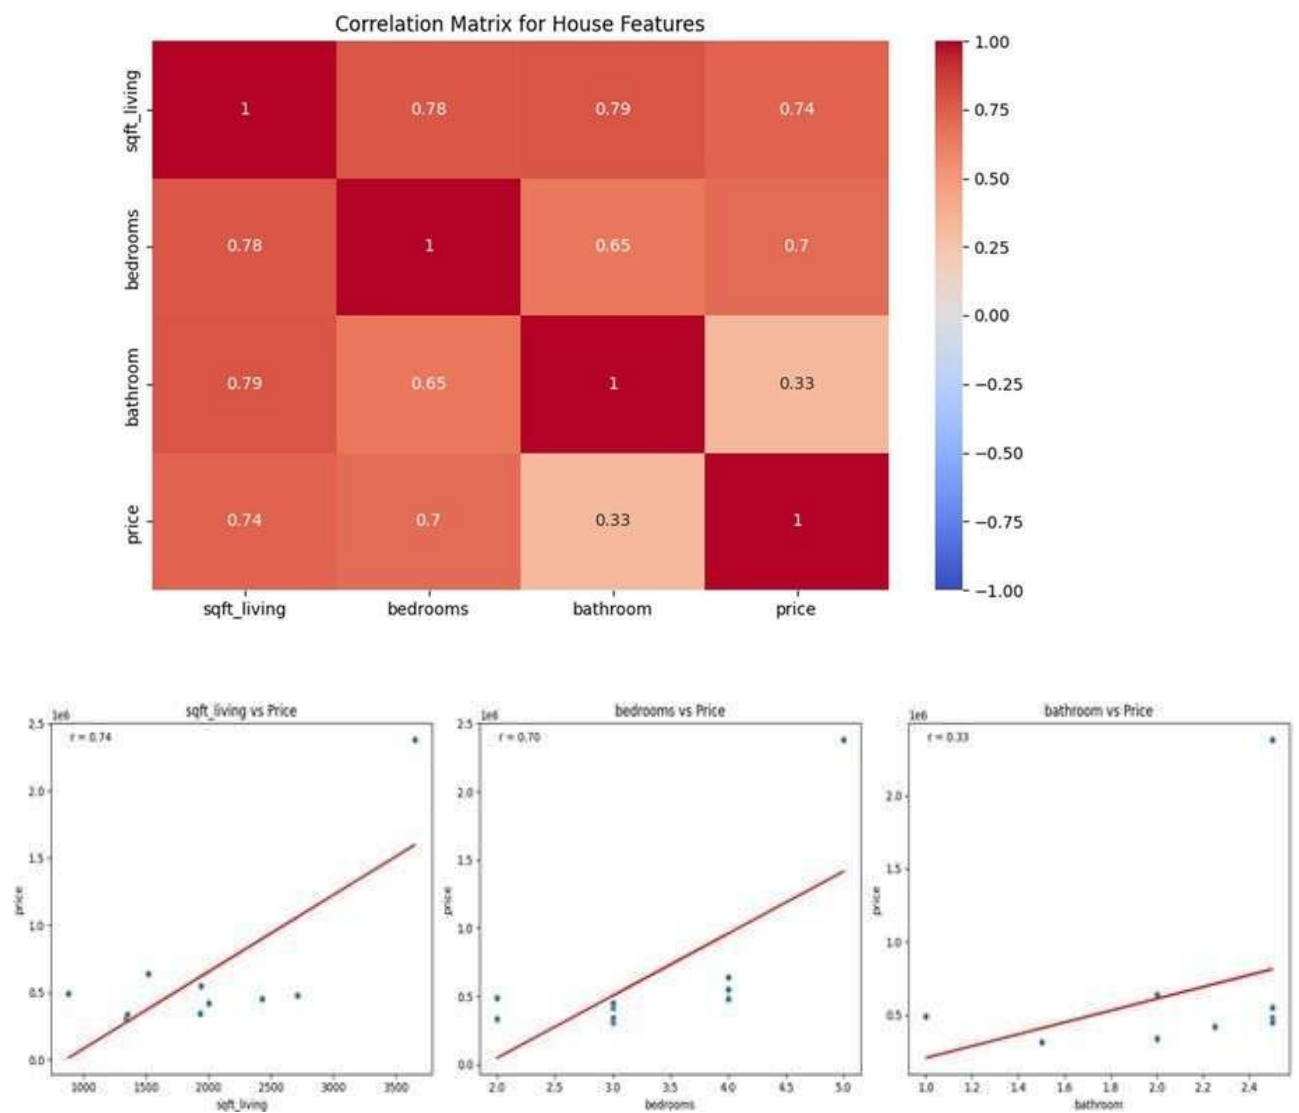 Correlation Matrix for House Features
sqft_living
1
0.78
0.79
0.74
bedrooms
0.78
1
0.65
0.7
bathroom
0.79
0.65
1
0.33
price
0.74
0.7
0.33
1
sqft_living
bedrooms
bathroom
price
1.00
0.75
0.50
0.25
0.00
−0.25
−0.50
−0.75
−1.00
sqft_living vs Price
1e6
r = 0.74
2.5
2.0
1.5
1.0
0.5
0.0
price
1000
1500
2000
2500
3000
3500
sqft_living
bedrooms vs Price
1e6
r = 0.70
2.5
2.0
1.5
1.0
0.5
0.0
price
2.0
2.5
3.0
3.5
4.0
4.5
5.0
bedrooms
bathroom vs Price
1e6
r = 0.33
2.0
1.5
1.0
0.5
price
1.0
1.2
1.4
1.6
1.8
2.0
2.2
2.4
bathroom